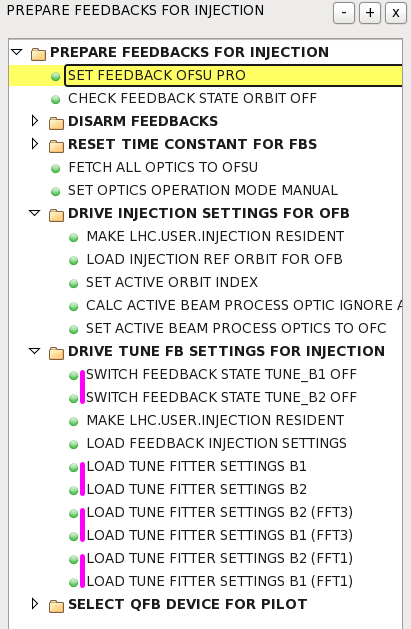 PREPARE FEEDBACKS FOR INJECTION
- + x
PREPARE FEEDBACKS FOR INJECTION
SET FEEDBACK OFSU PRO
CHECK FEEDBACK STATE ORBIT OFF
DISARM FEEDBACKS
RESET TIME CONSTANT FOR FBS
FETCH ALL OPTICS TO OFSU
SET OPTICS OPERATION MODE MANUAL
DRIVE INJECTION SETTINGS FOR OFB
MAKE LHC.USER.INJECTION RESIDENT
LOAD INJECTION REF ORBIT FOR OFB
SET ACTIVE ORBIT INDEX
CALC ACTIVE BEAM PROCESS OPTIC IGNORE A
SET ACTIVE BEAM PROCESS OPTICS TO OFC
DRIVE TUNE FB SETTINGS FOR INJECTION
SWITCH FEEDBACK STATE TUNE_B1 OFF
SWITCH FEEDBACK STATE TUNE_B2 OFF
MAKE LHC.USER.INJECTION RESIDENT
LOAD FEEDBACK INJECTION SETTINGS
LOAD TUNE FITTER SETTINGS B1
LOAD TUNE FITTER SETTINGS B2
LOAD TUNE FITTER SETTINGS B2 (FFT3)
LOAD TUNE FITTER SETTINGS B1 (FFT3)
LOAD TUNE FITTER SETTINGS B2 (FFT1)
LOAD TUNE FITTER SETTINGS B1 (FFT1)
SELECT QFB DEVICE FOR PILOT